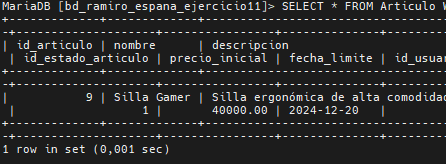 MariaDB [bd_ramiro_espana_ejercicio11]> SELECT * FROM Articulo W
| id_articulo | nombre | descripcion
| id_estado_articulo | precio_inicial | fecha_limite | id_usuar
| 9 | Silla Gamer | Silla ergonómica de alta comodidad
| 1 | 40000.00 | 2024-12-20 |
1 row in set (0,001 sec)